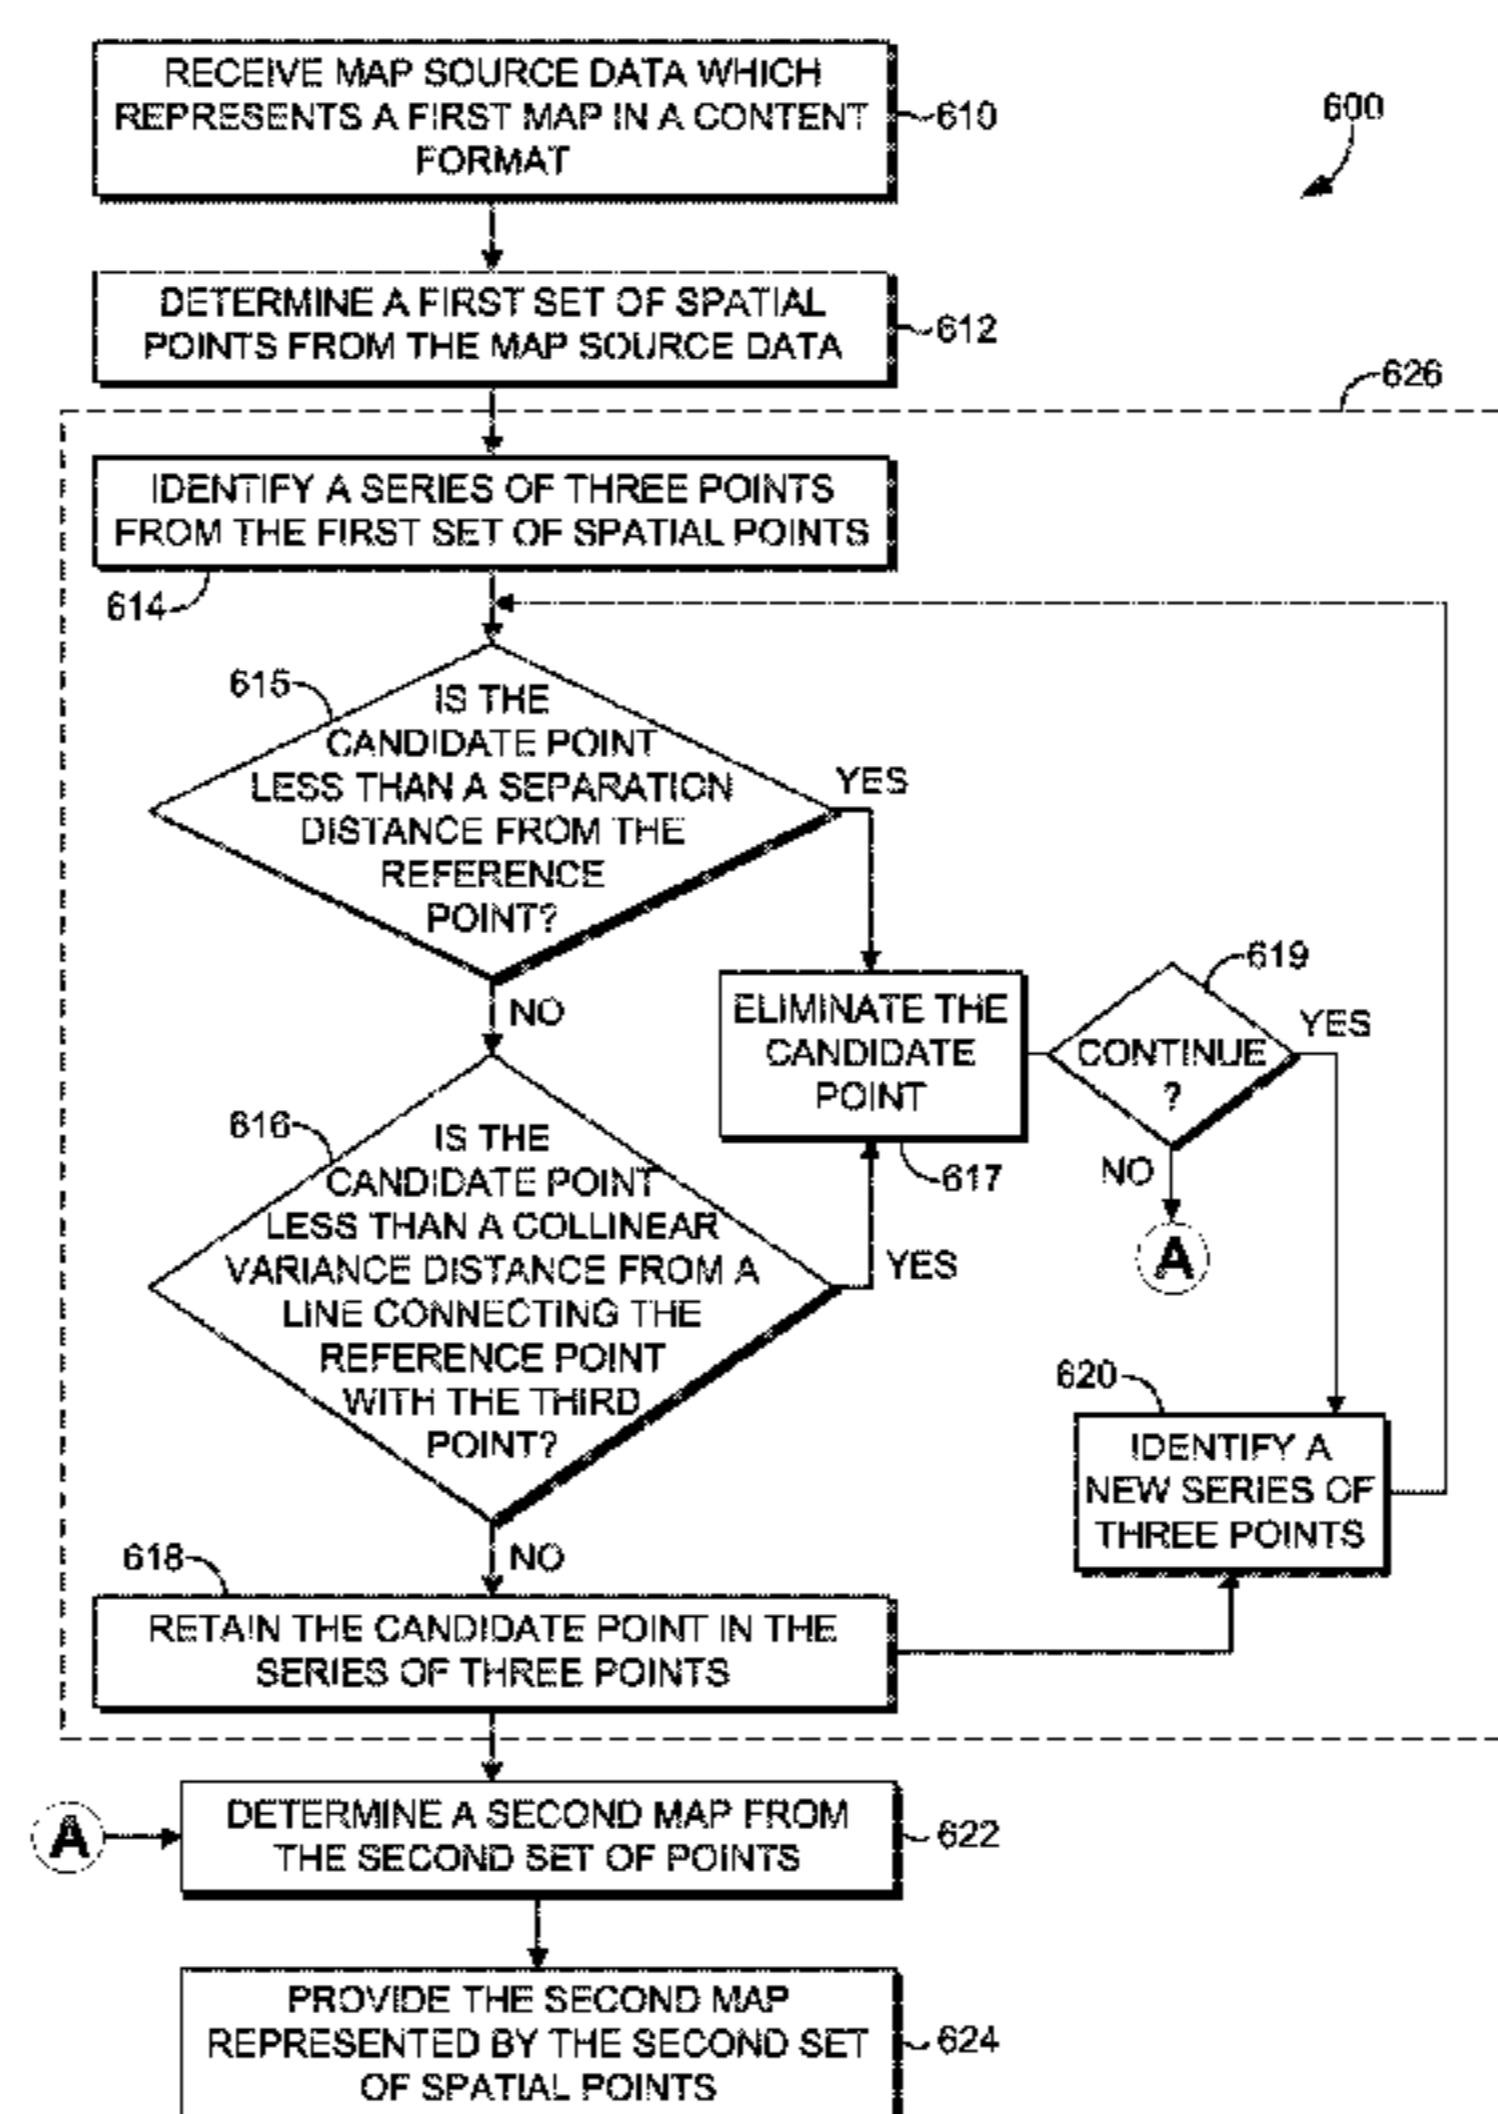 RECEIVE MAP SOURCE DATA WHICH
REPRESENTS A FIRST MAP IN A CONTENT
FORMAT
610
600
DETERMINE A FIRST SET OF SPATIAL
POINTS FROM THE MAP SOURCE DATA
612
626
IDENTIFY A SERIES OF THREE POINTS
FROM THE FIRST SET OF SPATIAL POINTS
614
615
IS THE
CANDIDATE POINT
LESS THAN A SEPARATION
DISTANCE FROM THE
REFERENCE
POINT?
YES
NO
ELIMINATE THE
CANDIDATE
POINT
617
619
CONTINUE
?
YES
NO
A
616
IS THE
CANDIDATE POINT
LESS THAN A COLLINEAR
VARIANCE DISTANCE FROM A
LINE CONNECTING THE
REFERENCE POINT
WITH THE THIRD
POINT?
YES
NO
620
IDENTIFY A
NEW SERIES OF
THREE POINTS
618
RETAIN THE CANDIDATE POINT IN THE
SERIES OF THREE POINTS
A
DETERMINE A SECOND MAP FROM
THE SECOND SET OF POINTS
622
PROVIDE THE SECOND MAP
REPRESENTED BY THE SECOND SET
OF SPATIAL POINTS
624